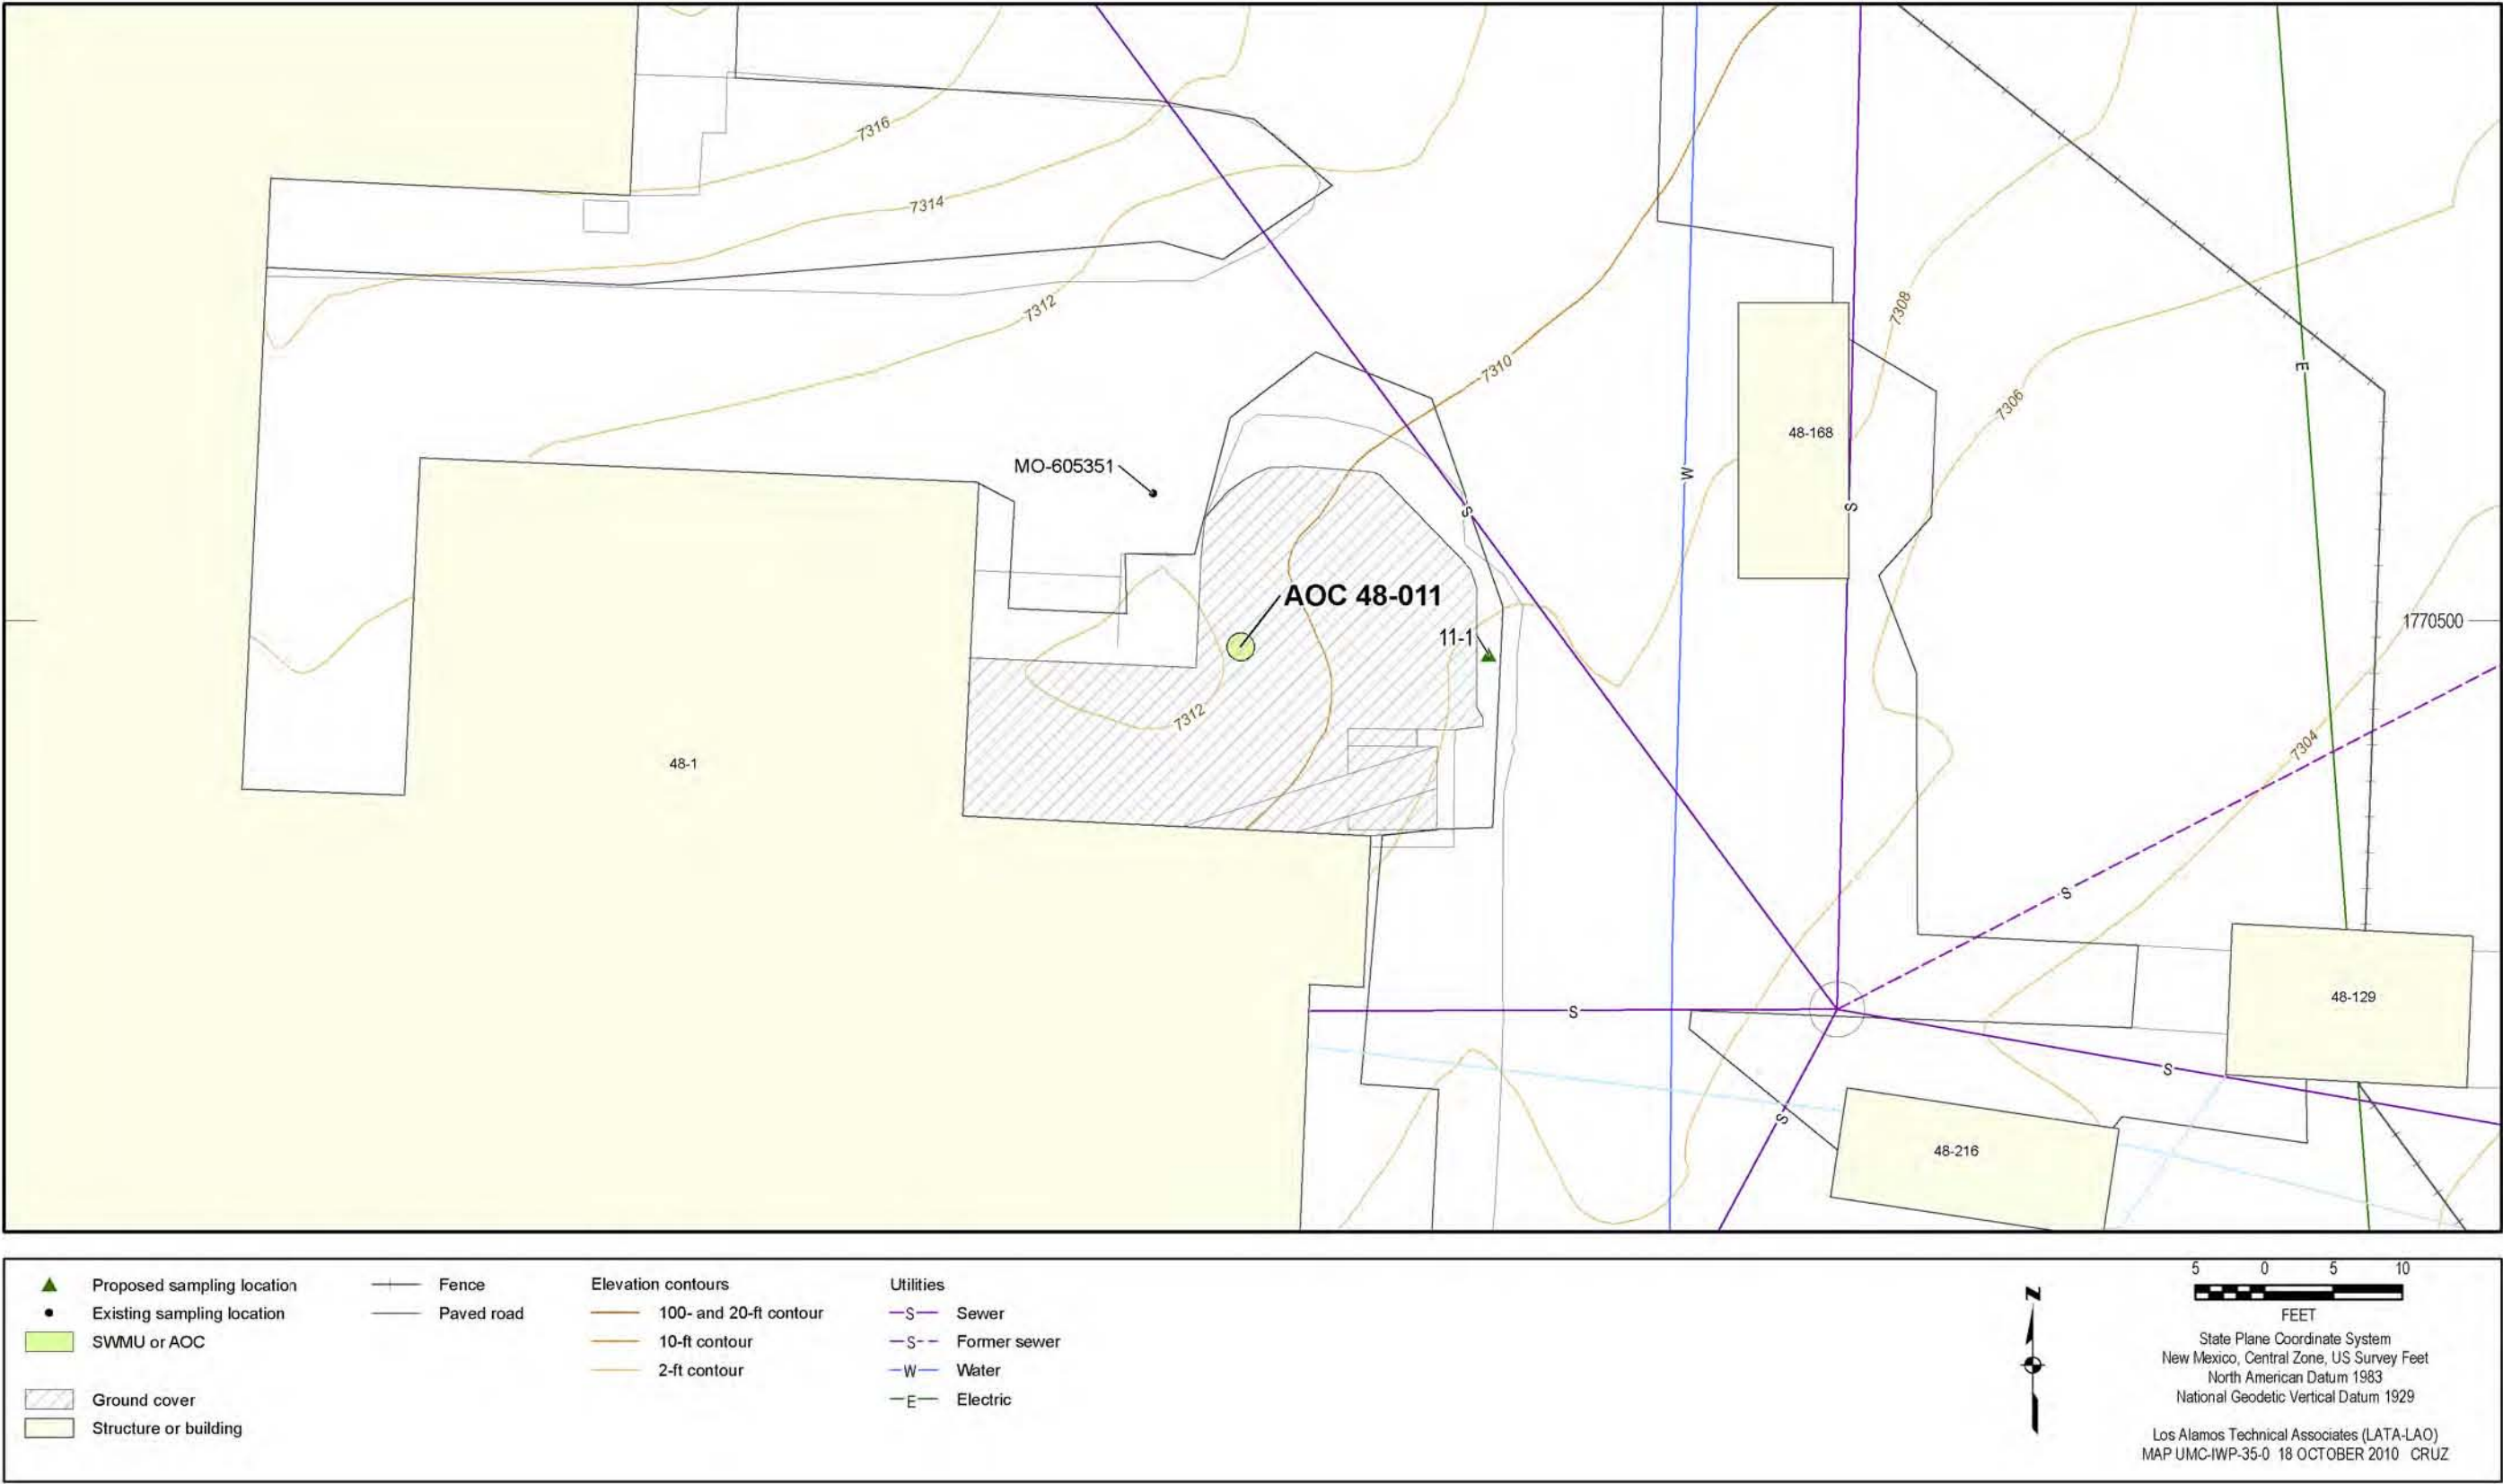 7316
7314
7312
7308
7310
E
7306
48-168
MO-605351
W
S
S
AOC 48-011
1770500
11-1
7312
7304
48-1
S
48-129
S
S
S
48-216
Proposed sampling location
Existing sampling location
SWMU or AOC
Ground cover
Structure or building
Fence
Paved road
Elevation contours
100- and 20-ft contour
10-ft contour
2-ft contour
Utilities
S Sewer
S Former sewer
W Water
E Electric
N
5 0 5 10
FEET
State Plane Coordinate System
New Mexico, Central Zone, US Survey Feet
North American Datum 1983
National Geodetic Vertical Datum 1929
Los Alamos Technical Associates (LATA-LAO)
MAP UMC-IWP-35-0 18 OCTOBER 2010 CRUZ